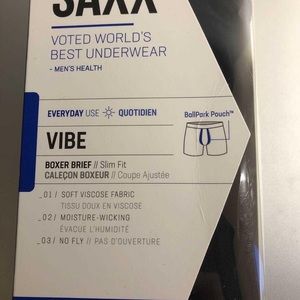 SAXX
VOTED WORLD'S
BEST UNDERWEAR
- MEN'S HEALTH
EVERYDAY USE QUOTIDIEN
BallPark Pouch™
VIBE
BOXER BRIEF // Slim Fit
CALEÇON BOXEUR // Coupe Ajustée
_01/ SOFT VISCOSE FABRIC
TISSU DOUX EN VISCOSE
_02/ MOISTURE-WICKING
ÉVACUE L'HUMIDITÉ
_03/ NO FLY // PAS D'OUVERTURE